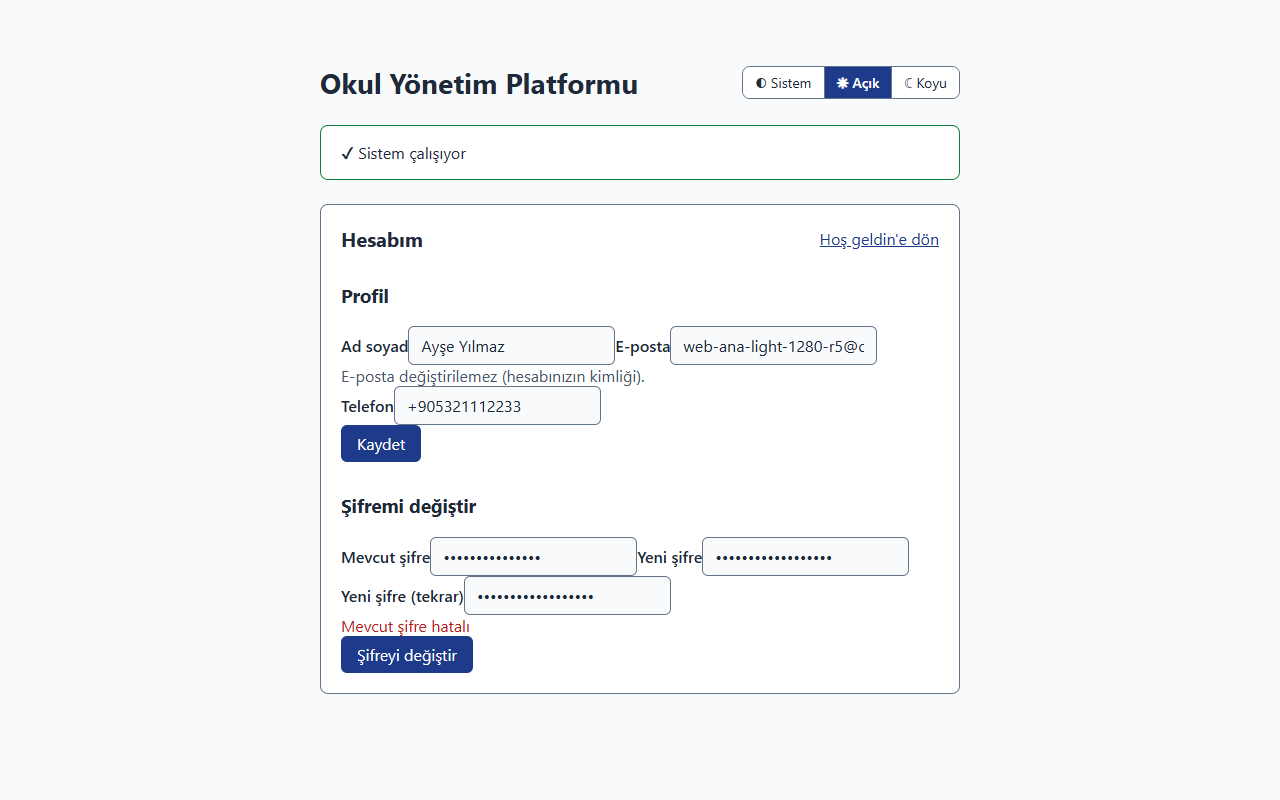 Okul Yönetim Platformu
◐ Sistem ❋ Açık ☾ Koyu
✓ Sistem çalışıyor
Hesabım Hoş geldin'e dön
Profil
Ad soyad Ayşe Yılmaz E-posta web-ana-light-1280-r5@c
E-posta değiştirilemez (hesabınızın kimliği).
Telefon +905321112233
Kaydet
Şifremi değiştir
Mevcut şifre ••••••••••••••• Yeni şifre ••••••••••••••••••
Yeni şifre (tekrar) ••••••••••••••••••
Mevcut şifre hatalı
Şifreyi değiştir